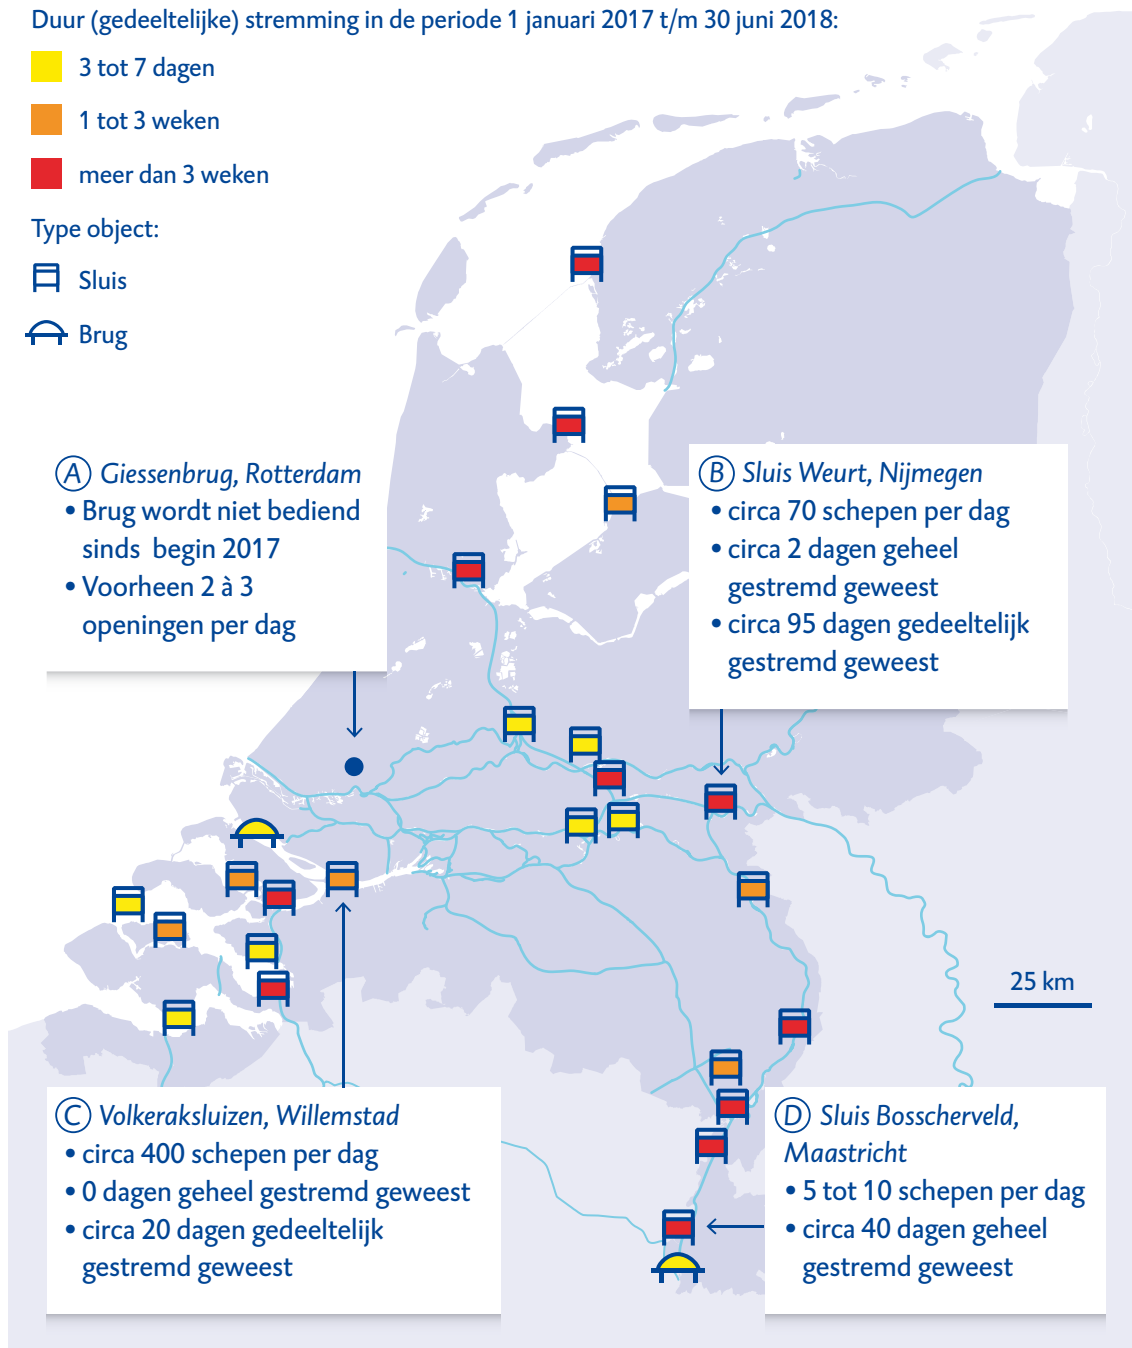 Duur (gedeeltelijke) stremming in de periode 1 januari 2017 t/m 30 juni 2018:
3 tot 7 dagen
1 tot 3 weken
meer dan 3 weken
Type object:
Sluis
Brug
A Giessenbrug, Rotterdam
• Brug wordt niet bediend
sinds begin 2017
• Voorheen 2 à 3
openingen per dag
B Sluis Weurt, Nijmegen
• circa 70 schepen per dag
• circa 2 dagen geheel
gestremd geweest
• circa 95 dagen gedeeltelijk
gestremd geweest
25 km
C Volkeraksluizen, Willemstad
• circa 400 schepen per dag
• 0 dagen geheel gestremd geweest
• circa 20 dagen gedeeltelijk
gestremd geweest
D Sluis Bosscherveld,
Maastricht
• 5 tot 10 schepen per dag
• circa 40 dagen geheel
gestremd geweest